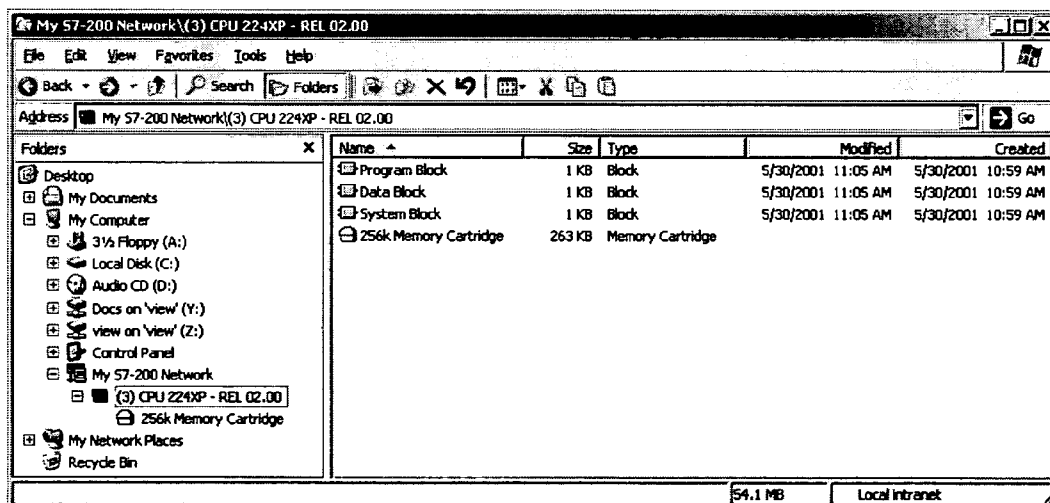 My S7-200 Network\(3) CPU 224XP - REL 02.00
File Edit View Favorites Tools Help
Back Search Folders
Address My S7-200 Network\(3) CPU 224XP - REL 02.00 Go
Folders x
Desktop
My Documents
My Computer
3½ Floppy (A:)
Local Disk (C:)
Audio CD (D:)
Docs on 'view' (Y:)
view on 'view' (Z:)
Control Panel
My S7-200 Network
(3) CPU 224XP - REL 02.00
256k Memory Cartridge
My Network Places
Recycle Bin
Name Size Type Modified Created
Program Block 1 KB Block 5/30/2001 11:05 AM 5/30/2001 10:59 AM
Data Block 1 KB Block 5/30/2001 11:05 AM 5/30/2001 10:59 AM
System Block 1 KB Block 5/30/2001 11:05 AM 5/30/2001 10:59 AM
256k Memory Cartridge 263 KB Memory Cartridge
54.1 MB Local intranet